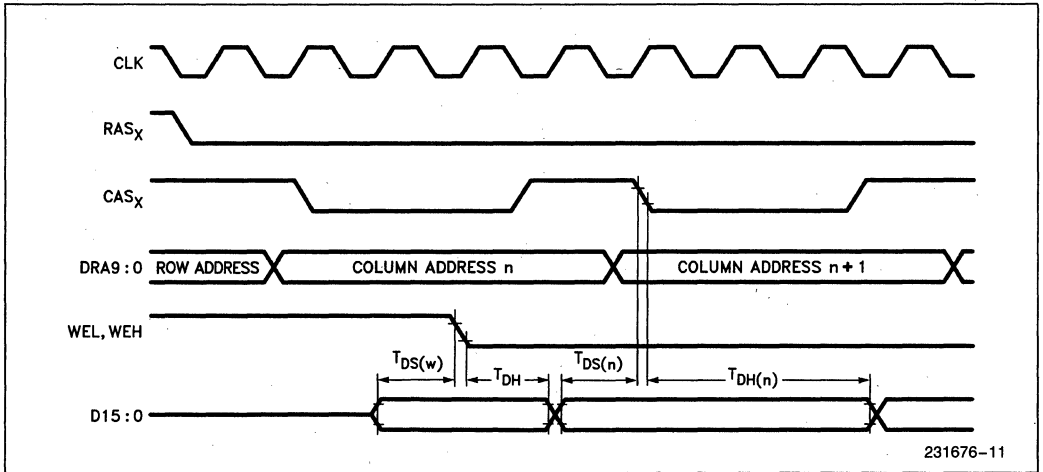 CLK
RASX
CASX
DRA9:0 ROW ADDRESS COLUMN ADDRESS n COLUMN ADDRESS n+1
WEL, WEH
TDS(w) TDH TDS(n) TDH(n)
D15:0
231676-11